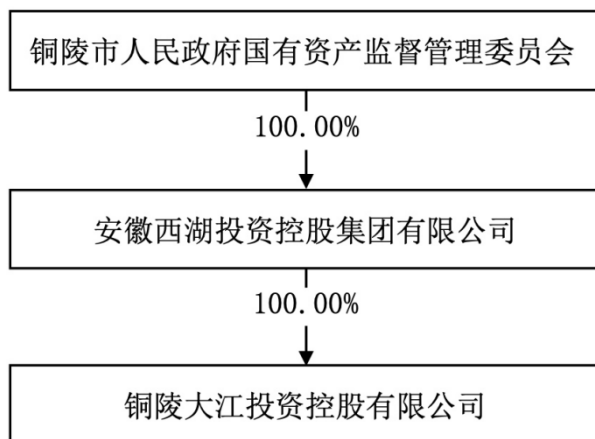 铜陵市人民政府国有资产监督管理委员会
100.00%
安徽西湖投资控股集团有限公司
100.00%
铜陵大江投资控股有限公司